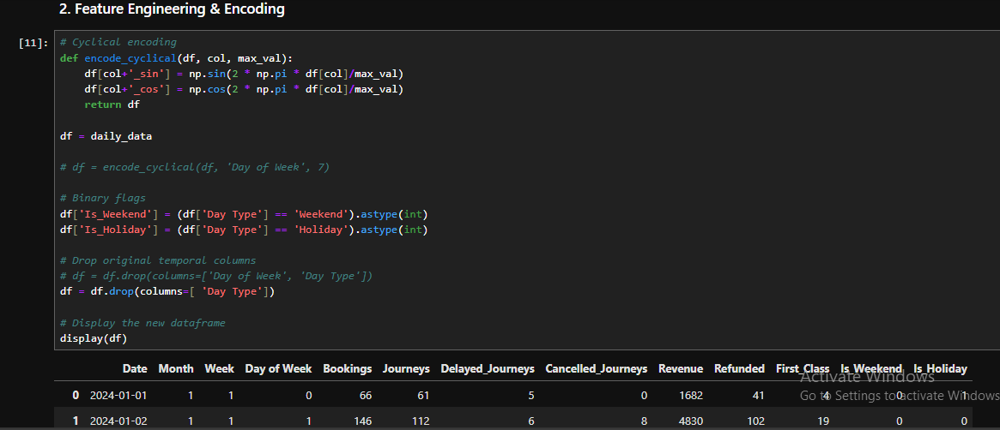 2. Feature Engineering & Encoding
[11]:
# Cyclical encoding
def encode_cyclical(df, col, max_val):
    df[col+'_sin'] = np.sin(2 * np.pi * df[col]/max_val)
    df[col+'_cos'] = np.cos(2 * np.pi * df[col]/max_val)
    return df
df = daily_data
# df = encode_cyclical(df, 'Day of Week', 7)
# Binary flags
df['Is_Weekend'] = (df['Day Type'] == 'Weekend').astype(int)
df['Is_Holiday'] = (df['Day Type'] == 'Holiday').astype(int)
# Drop original temporal columns
# df = df.drop(columns=['Day of Week', 'Day Type'])
df = df.drop(columns=[ 'Day Type'])
# Display the new dataframe
display(df)
Date Month Week Day of Week Bookings Journeys Delayed_Journeys Cancelled_Journeys Revenue Refunded First_Class Is_Weekend Is_Holiday
Activate Windows
0 2024-01-01 1 1 0 66 61 5 0 1682 41 4 0 1
Go to Settings to activate Windows
1 2024-01-02 1 1 1 146 112 6 8 4830 102 19 0 0